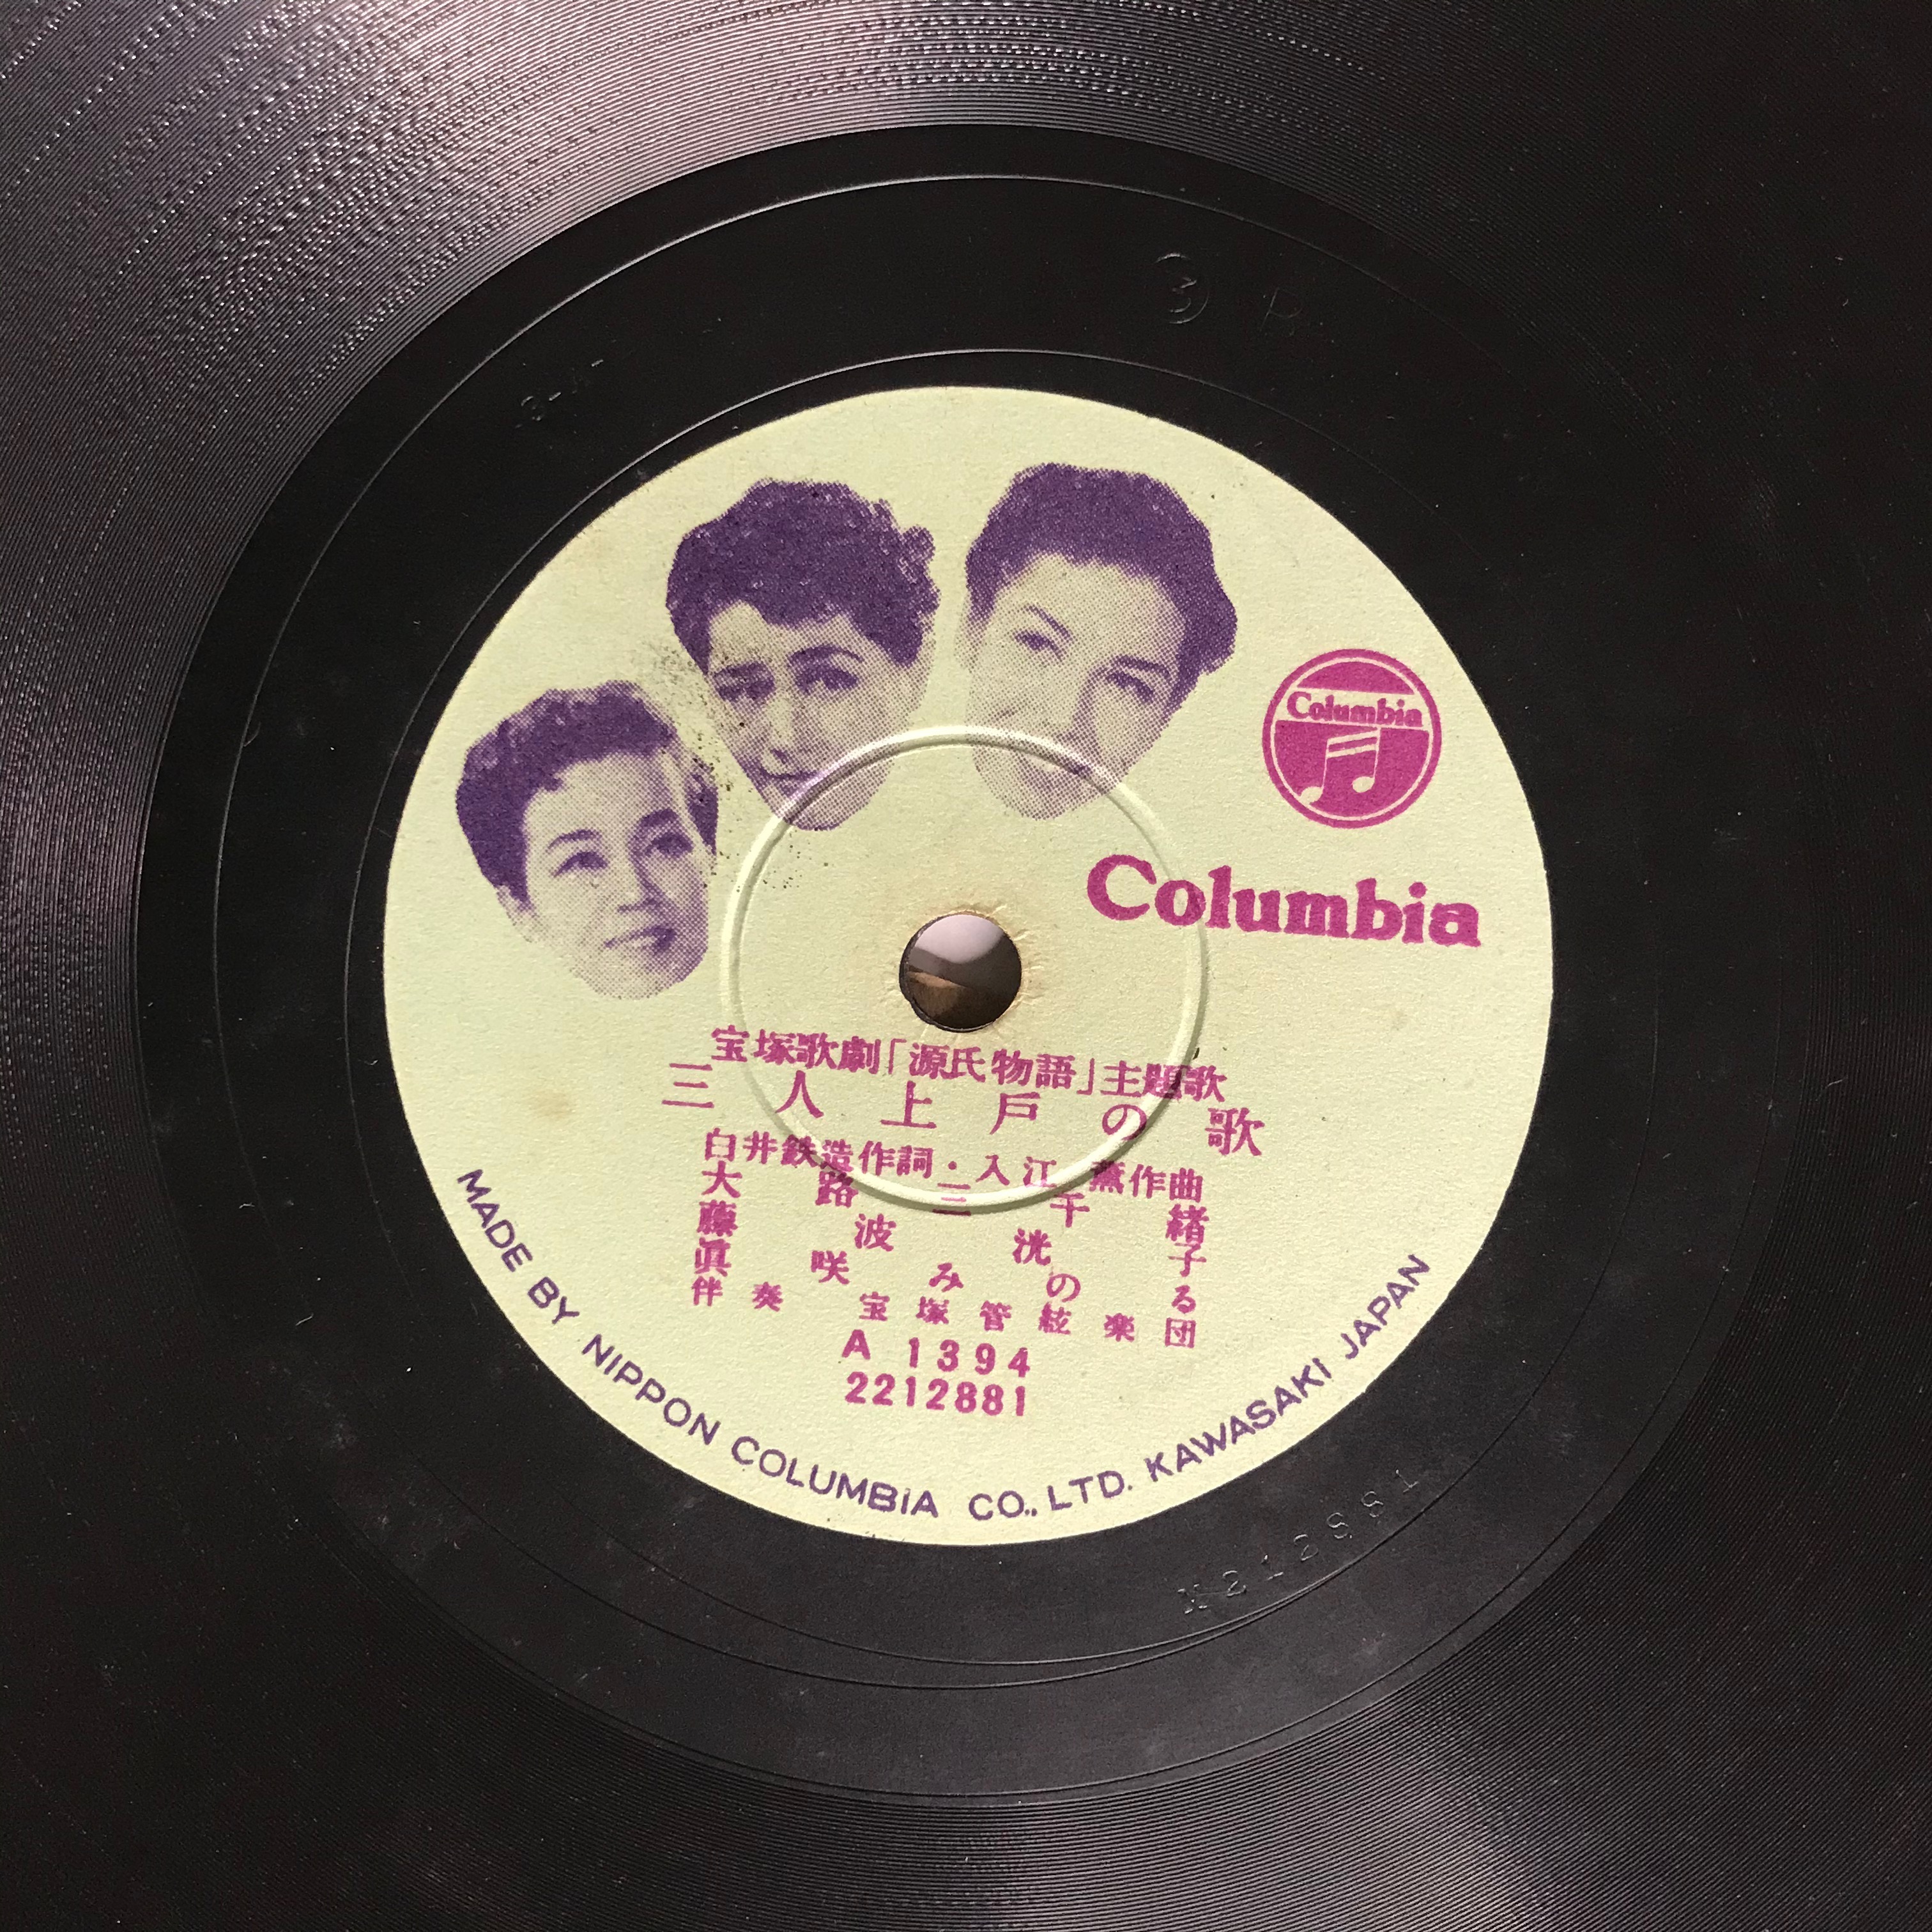 Columbia
Columbia
宝塚歌劇「源氏物語」主題歌
三人上戸の歌
白井鉄造作詞・入江薫作曲
大路三千緒
藤波洸子
眞咲みのる
伴奏 宝塚管絃楽団
A 1394
2212881
MADE BY NIPPON COLUMBIA CO., LTD. KAWASAKI JAPAN